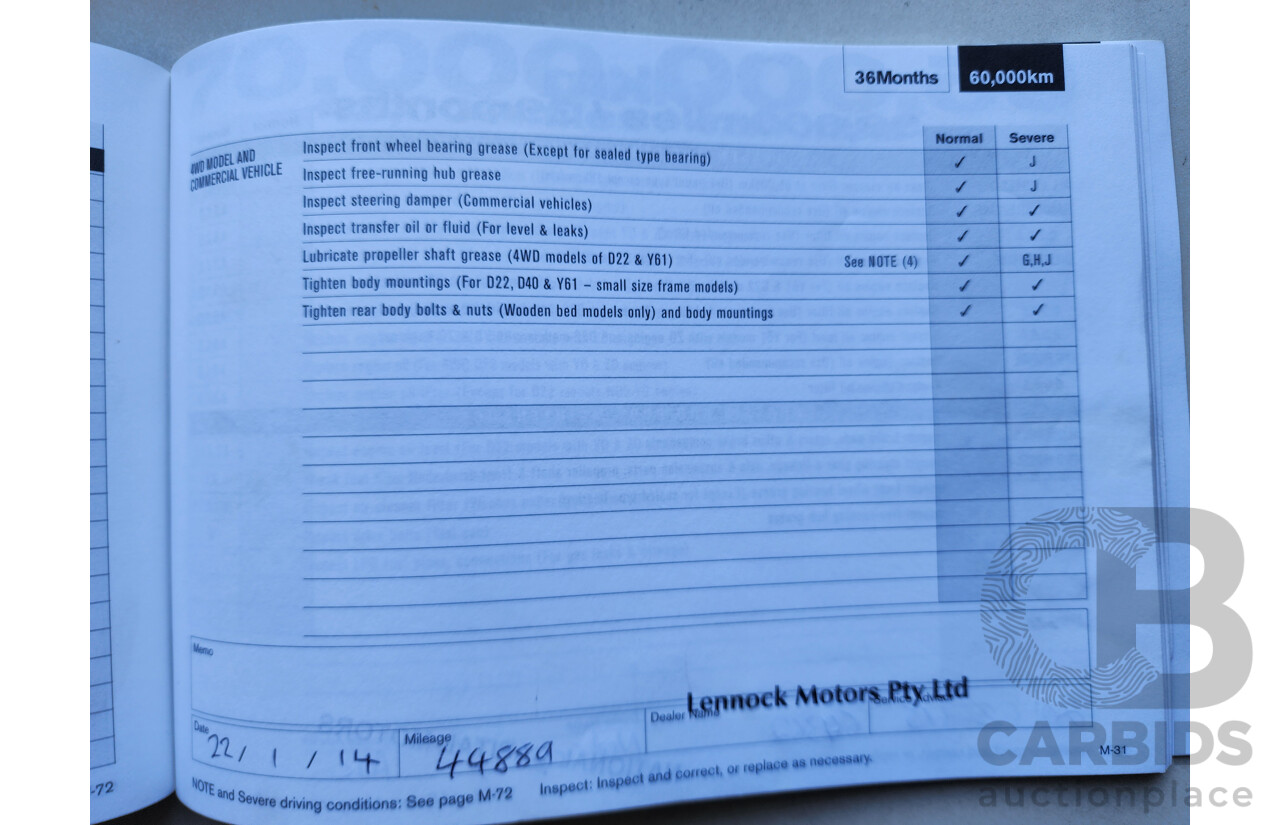 36Months 60,000km
Normal Severe
4WD MODEL AND
COMMERCIAL VEHICLE
Inspect front wheel bearing grease (Except for sealed type bearing) ✓ J
Inspect free-running hub grease ✓ J
Inspect steering damper (Commercial vehicles) ✓ ✓
Inspect transfer oil or fluid (For level & leaks) ✓ ✓
Lubricate propeller shaft grease (4WD models of D22 & Y61) See NOTE (4) ✓ G,H,J
Tighten body mountings (For D22, D40 & Y61 – small size frame models) ✓ ✓
Tighten rear body bolts & nuts (Wooden bed models only) and body mountings ✓ ✓
Memo
Lennock Motors Pty Ltd
Date Mileage Dealer Name Service Advisor
22/ 1 / 14 44889
NOTE and Severe driving conditions: See page M-72 Inspect: Inspect and correct, or replace as necessary.
M-31
-72
CB
CARBIDS
auctionplace